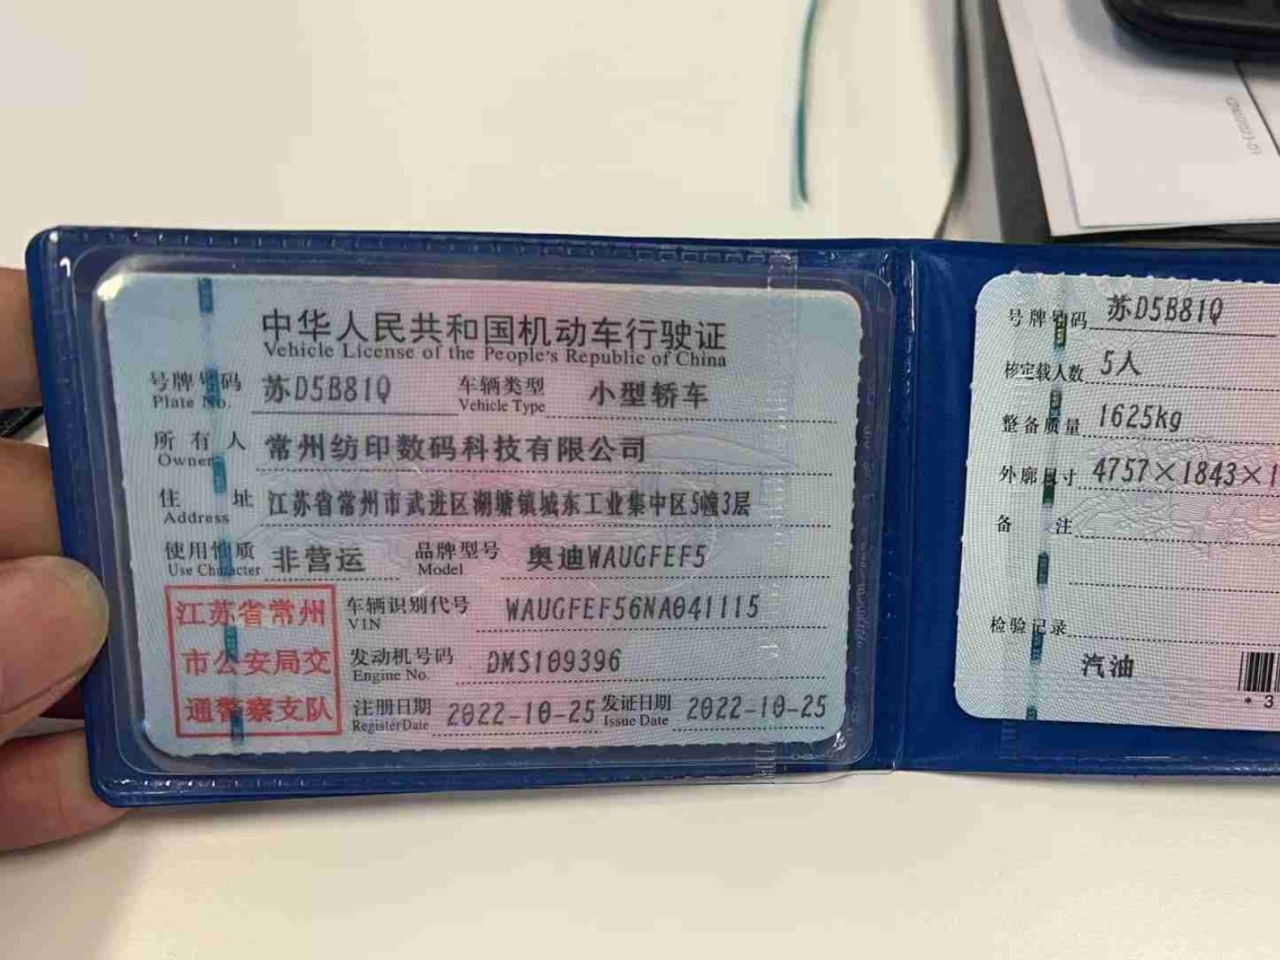 中华人民共和国机动车行驶证
Vehicle License of the People's Republic of China
号牌号码 苏D5B81Q 车辆类型 小型轿车
Plate No. Vehicle Type
所有人 常州纺印数码科技有限公司
Owner
住址 江苏省常州市武进区湖塘镇城东工业集中区5幢3层
Address
使用性质 非营运 品牌型号 奥迪WAUGFEF5
Use Character Model
江苏省常州
市公安局交
通警察支队
车辆识别代号 WAUGFEF56NA041115
VIN
发动机号码 DMS109396
Engine No.
注册日期 2022-10-25 发证日期 2022-10-25
Register Date Issue Date
号牌号码 苏D5B81Q
核定载人数 5人
整备质量 1625kg
外廓尺寸 4757×1843×1
备注
检验记录
汽油
*3